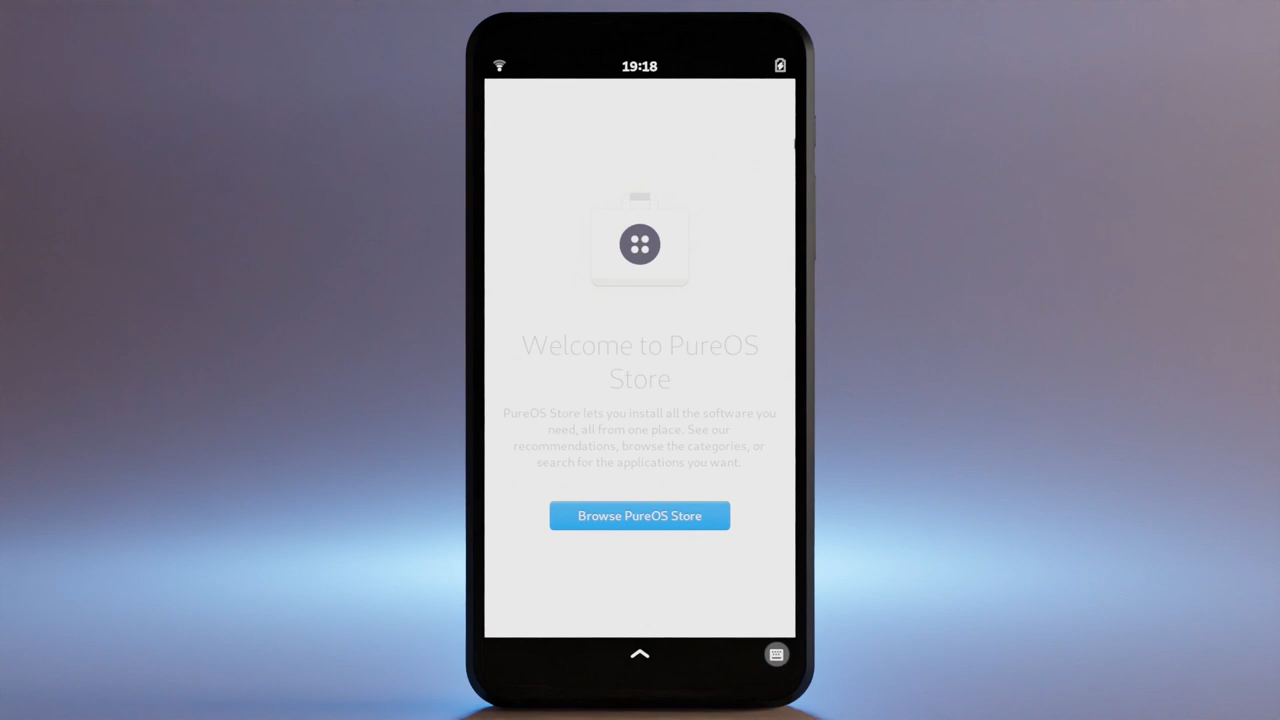 19:18
Welcome to PureOS
Store
PureOS Store lets you install all the software you
need, all from one place. See our
recommendations, browse the categories, or
search for the applications you want.
Browse PureOS Store